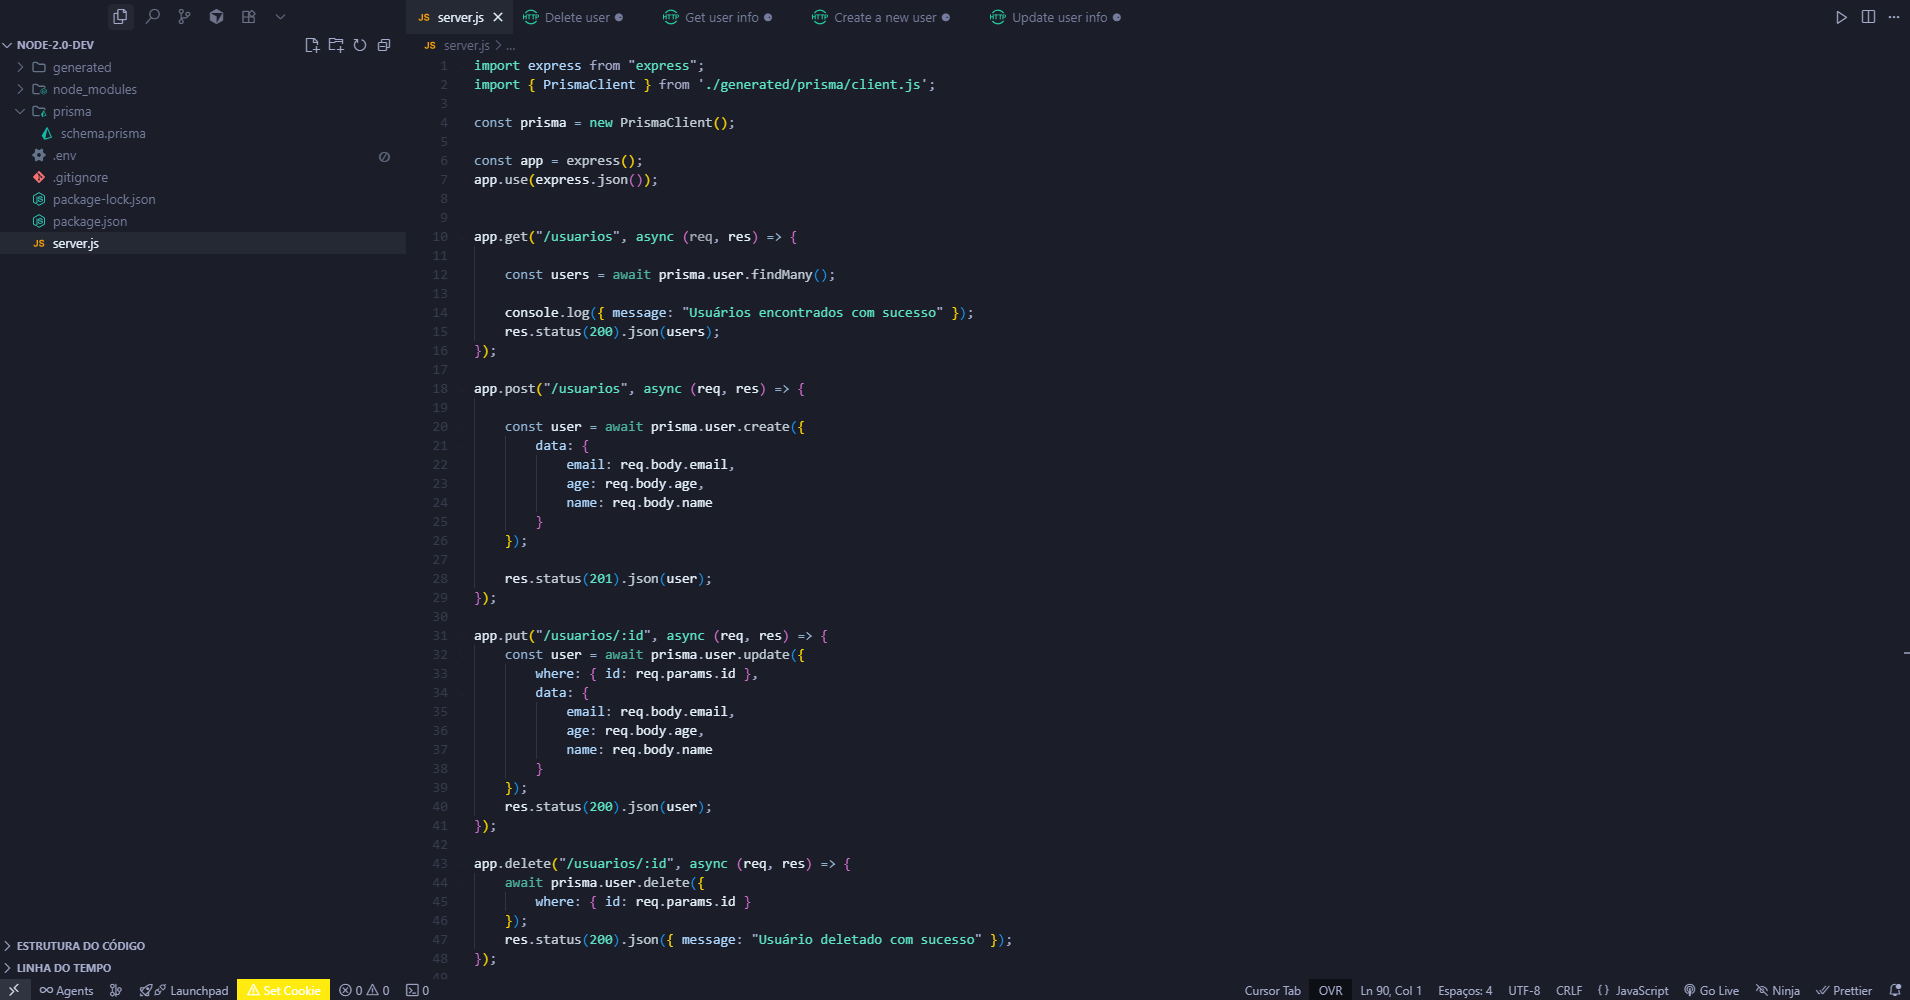 JS server.js
HTTP Delete user
HTTP Get user info
HTTP Create a new user
HTTP Update user info
NODE-2.0-DEV
generated
node_modules
prisma
schema.prisma
.env
.gitignore
package-lock.json
package.json
JS server.js
JS server.js > ...
1 import express from "express";
2 import { PrismaClient } from './generated/prisma/client.js';
3
4 const prisma = new PrismaClient();
5
6 const app = express();
7 app.use(express.json());
8
9
10 app.get("/usuarios", async (req, res) => {
11
12 const users = await prisma.user.findMany();
13
14 console.log({ message: "Usuários encontrados com sucesso" });
15 res.status(200).json(users);
16 });
17
18 app.post("/usuarios", async (req, res) => {
19
20 const user = await prisma.user.create({
21 data: {
22 email: req.body.email,
23 age: req.body.age,
24 name: req.body.name
25 }
26 });
27
28 res.status(201).json(user);
29 });
30
31 app.put("/usuarios/:id", async (req, res) => {
32 const user = await prisma.user.update({
33 where: { id: req.params.id },
34 data: {
35 email: req.body.email,
36 age: req.body.age,
37 name: req.body.name
38 }
39 });
40 res.status(200).json(user);
41 });
42
43 app.delete("/usuarios/:id", async (req, res) => {
44 await prisma.user.delete({
45 where: { id: req.params.id }
46 });
47 res.status(200).json({ message: "Usuário deletado com sucesso" });
48 });
49
ESTRUTURA DO CÓDIGO
LINHA DO TEMPO
Agents
Launchpad
Set Cookie
0 0
0
Cursor Tab
OVR
Ln 90, Col 1
Espaços: 4
UTF-8
CRLF
{ } JavaScript
Go Live
Ninja
Prettier